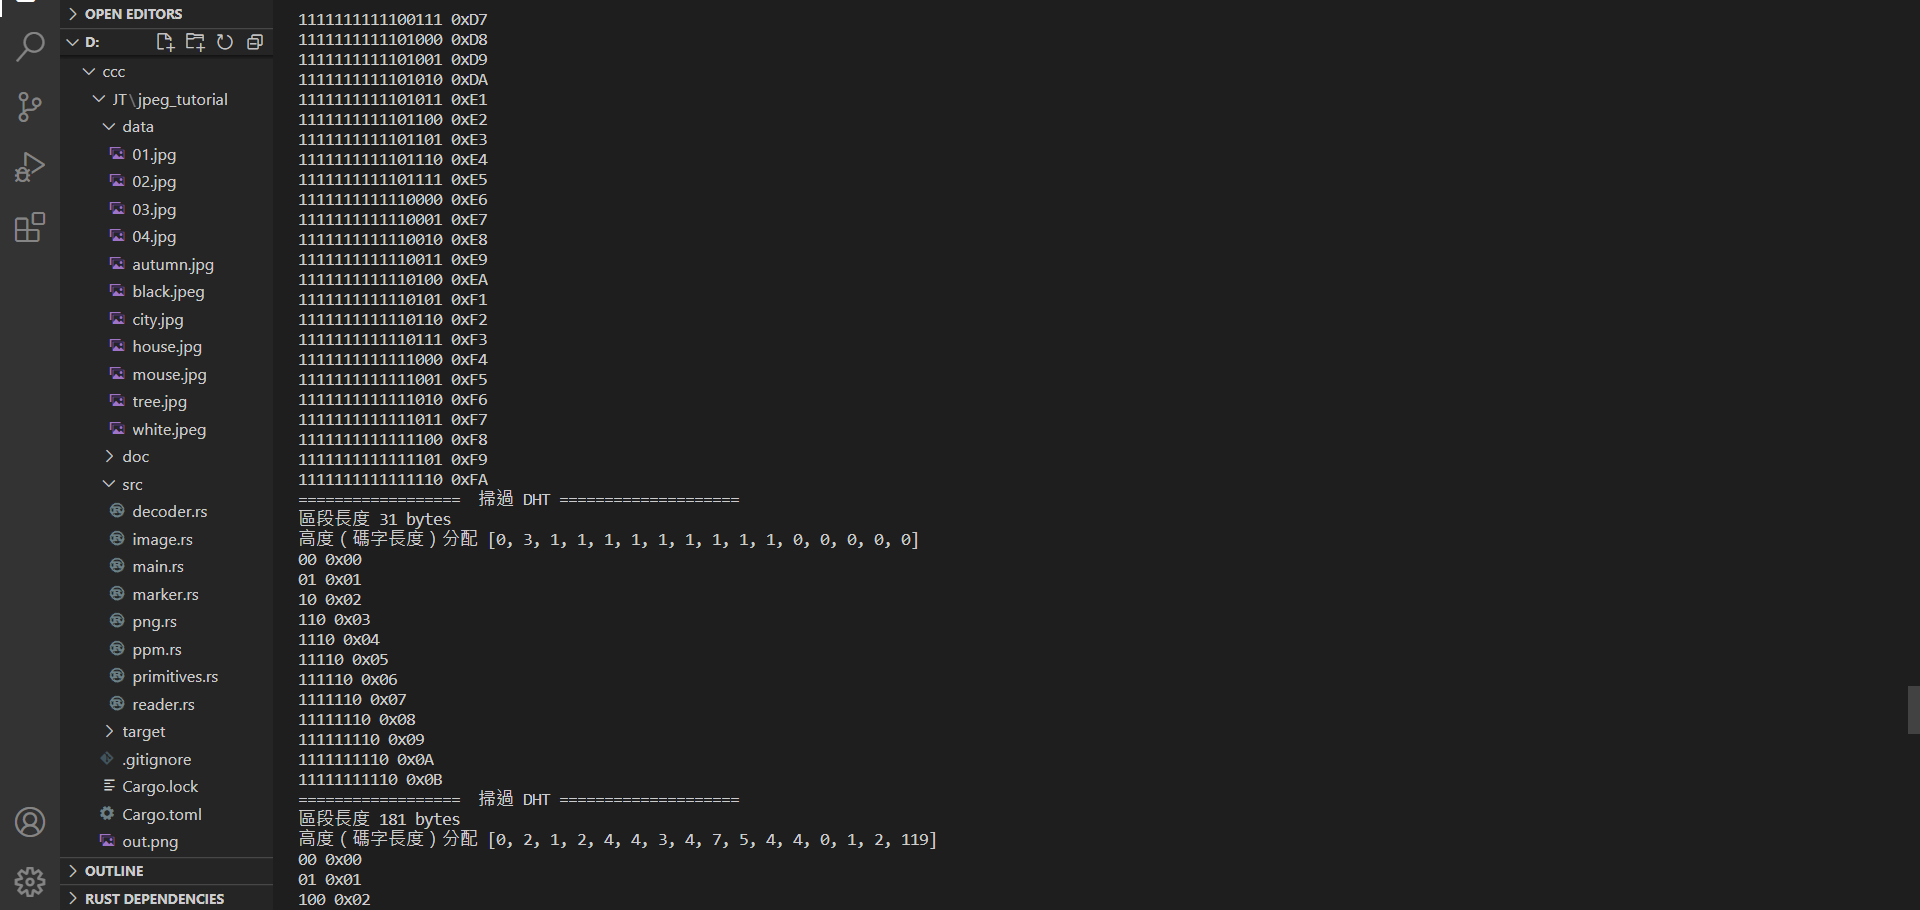 OPEN EDITORS
D:
ccc
JT\jpeg_tutorial
data
01.jpg
02.jpg
03.jpg
04.jpg
autumn.jpg
black.jpeg
city.jpg
house.jpg
mouse.jpg
tree.jpg
white.jpeg
doc
src
decoder.rs
image.rs
main.rs
marker.rs
png.rs
ppm.rs
primitives.rs
reader.rs
target
.gitignore
Cargo.lock
Cargo.toml
out.png
OUTLINE
RUST DEPENDENCIES
1111111111100111 0xD7
1111111111101000 0xD8
1111111111101001 0xD9
1111111111101010 0xDA
1111111111101011 0xE1
1111111111101100 0xE2
1111111111101101 0xE3
1111111111101110 0xE4
1111111111101111 0xE5
1111111111110000 0xE6
1111111111110001 0xE7
1111111111110010 0xE8
1111111111110011 0xE9
1111111111110100 0xEA
1111111111110101 0xF1
1111111111110110 0xF2
1111111111110111 0xF3
1111111111111000 0xF4
1111111111111001 0xF5
1111111111111010 0xF6
1111111111111011 0xF7
1111111111111100 0xF8
1111111111111101 0xF9
1111111111111110 0xFA
================== 掃過 DHT ====================
區段長度 31 bytes
高度（碼字長度）分配 [0, 3, 1, 1, 1, 1, 1, 1, 1, 1, 1, 0, 0, 0, 0, 0]
00 0x00
01 0x01
10 0x02
110 0x03
1110 0x04
11110 0x05
111110 0x06
1111110 0x07
11111110 0x08
111111110 0x09
1111111110 0x0A
11111111110 0x0B
================== 掃過 DHT ====================
區段長度 181 bytes
高度（碼字長度）分配 [0, 2, 1, 2, 4, 4, 3, 4, 7, 5, 4, 4, 0, 1, 2, 119]
00 0x00
01 0x01
100 0x02